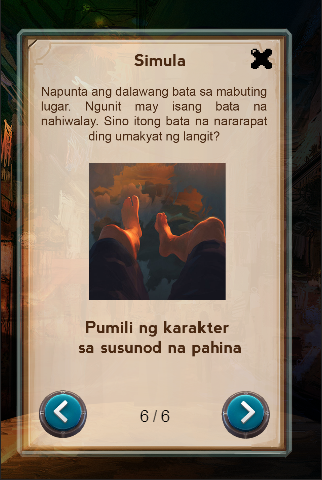 Simula
Napunta ang dalawang bata sa mabuting
lugar. Ngunit may isang bata na
nahiwalay. Sino itong bata na nararapat
ding umakyat ng langit?
Pumili ng karakter
sa susunod na pahina
6 / 6